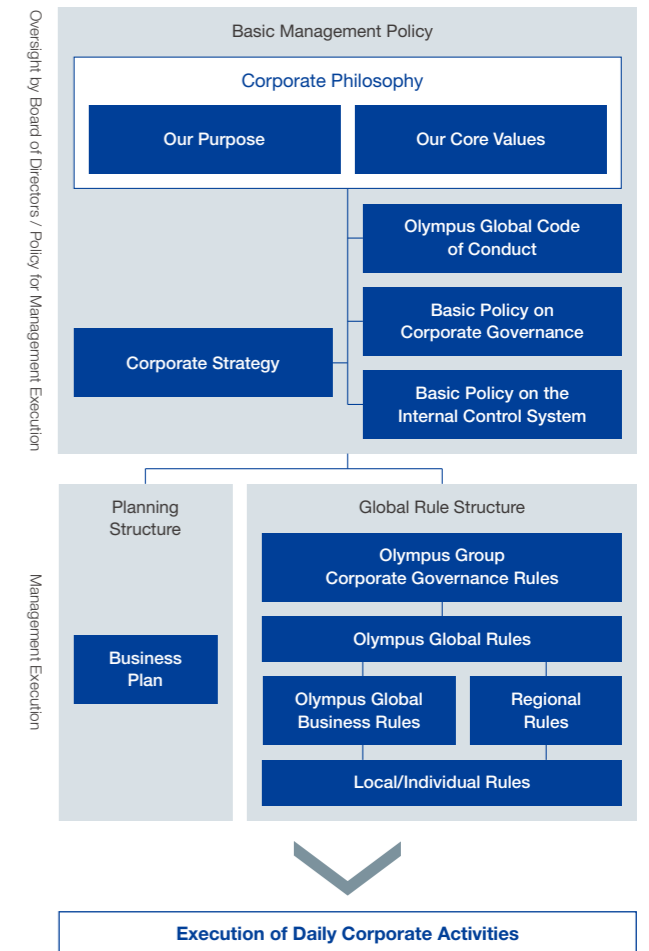 Oversight by Board of Directors / Policy for Management Execution
Basic Management Policy
Corporate Philosophy
Our Purpose
Our Core Values
Olympus Global Code
of Conduct
Basic Policy on
Corporate Governance
Corporate Strategy
Basic Policy on the
Internal Control System
Management Execution
Planning
Structure
Business
Plan
Global Rule Structure
Olympus Group
Corporate Governance Rules
Olympus Global Rules
Olympus Global
Business Rules
Regional
Rules
Local/Individual Rules
Execution of Daily Corporate Activities